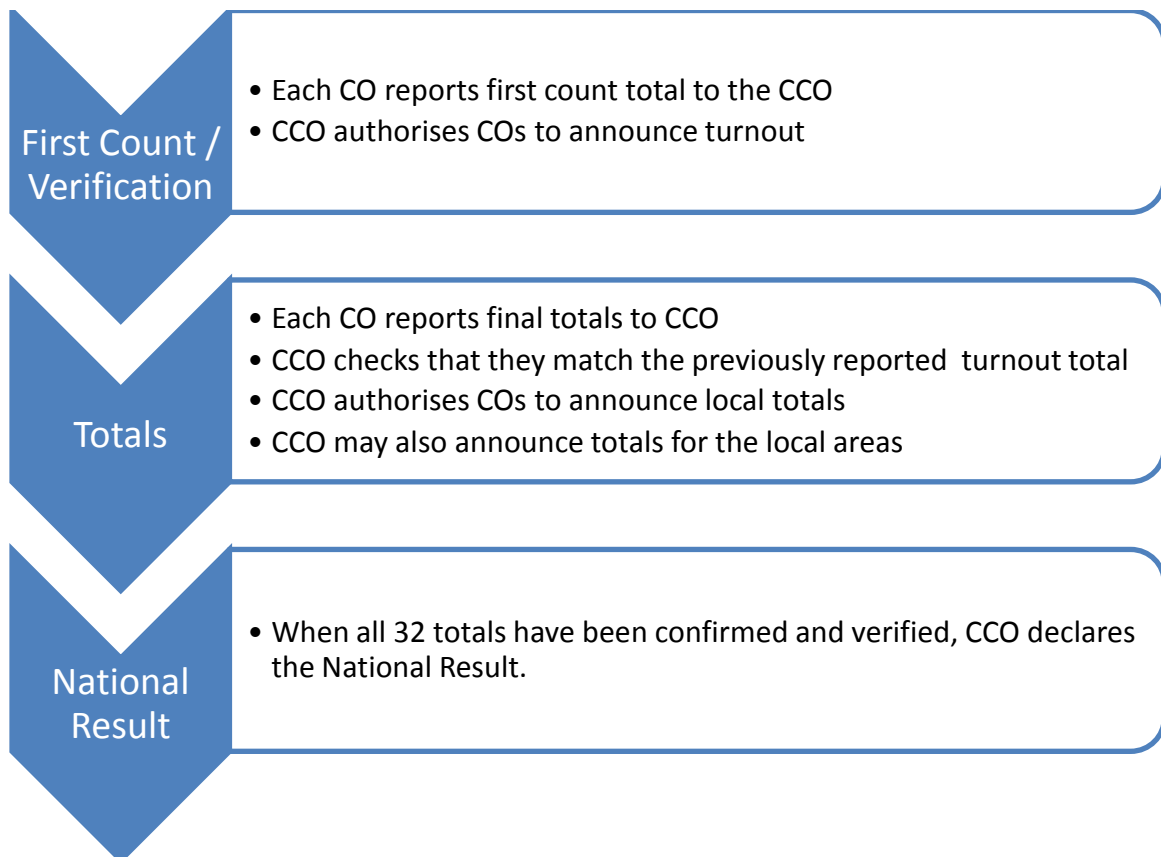 First Count /
Verification
• Each CO reports first count total to the CCO
• CCO authorises COs to announce turnout
Totals
• Each CO reports final totals to CCO
• CCO checks that they match the previously reported  turnout total
• CCO authorises COs to announce local totals
• CCO may also announce totals for the local areas
National
Result
• When all 32 totals have been confirmed and verified, CCO declares
the National Result.